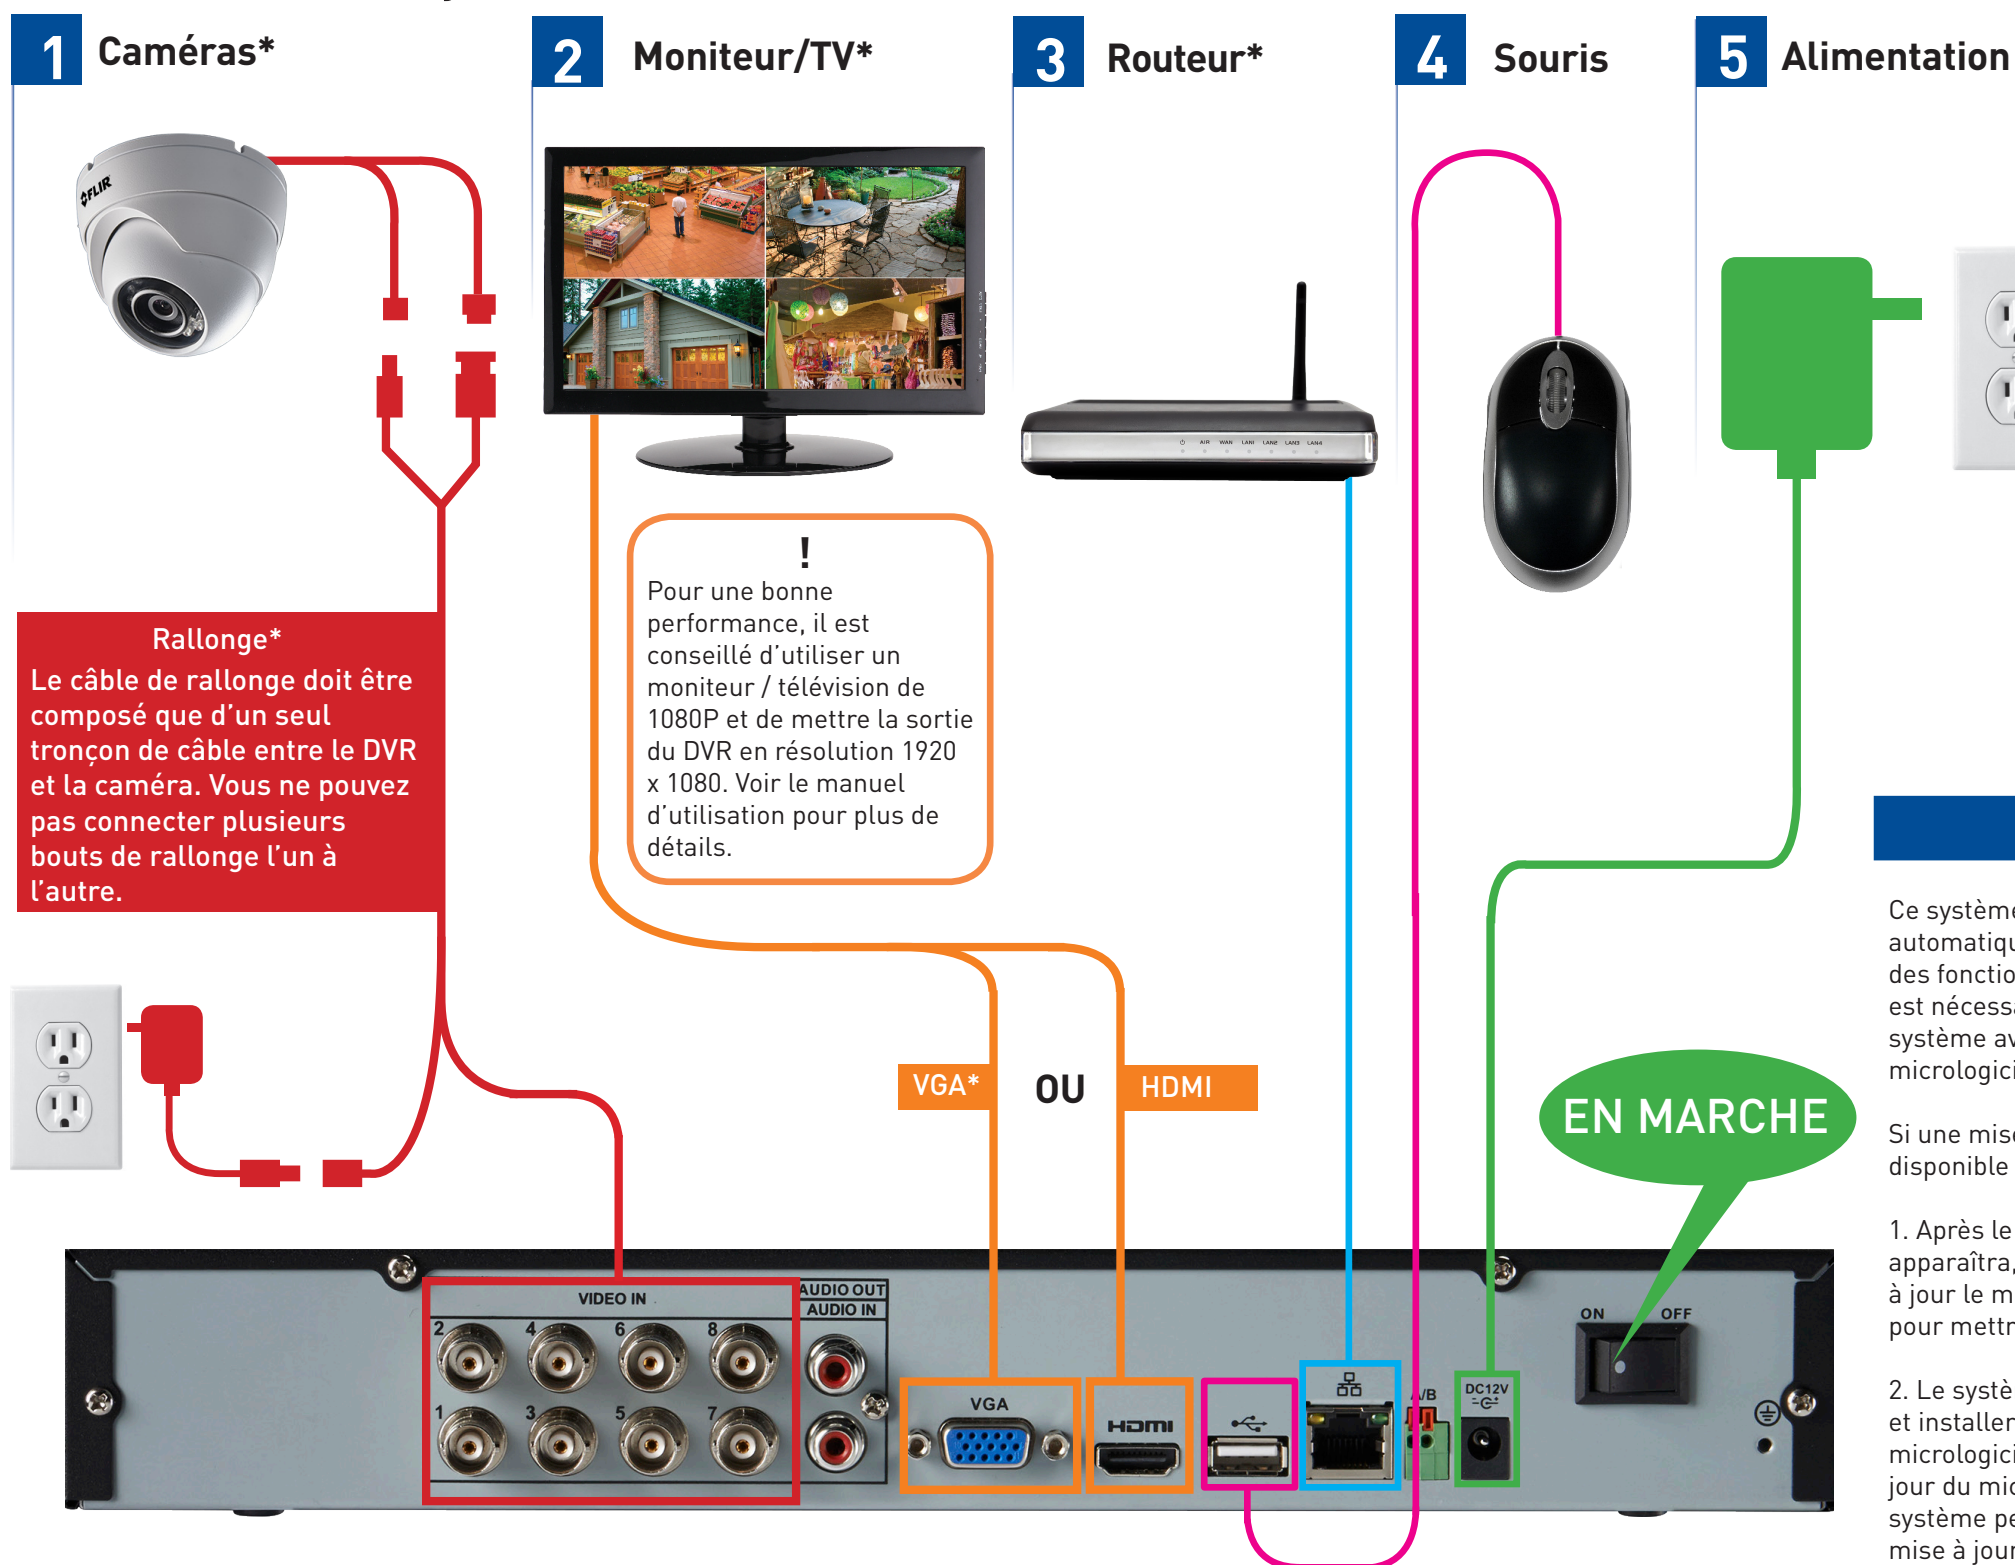 1 Caméras*
2 Moniteur/TV*
3 Routeur*
4 Souris
5 Alimentation
FLIR
AIR WAN LAN1 LAN2 LAN3 LAN4
!
Pour une bonne
performance, il est
conseillé d’utiliser un
moniteur / télévision de
1080P et de mettre la sortie
du DVR en résolution 1920
x 1080. Voir le manuel
d’utilisation pour plus de
détails.
Rallonge*
Le câble de rallonge doit être
composé que d’un seul
tronçon de câble entre le DVR
et la caméra. Vous ne pouvez
pas connecter plusieurs
bouts de rallonge l’un à
l’autre.
VGA*
OU
HDMI
EN MARCHE
Ce système
automatiqu
des fonctio
est nécessa
système av
micrologici
Si une mise
disponible
1. Après le
apparaîtra,
à jour le m
pour mettr
2. Le systè
et installer
micrologici
jour du mic
système pe
mise à jour
VIDEO IN
AUDIO OUT
AUDIO IN
2 4 6 8
1 3 5 7
VGA
HDMI
A/B
DC12V
ON OFF